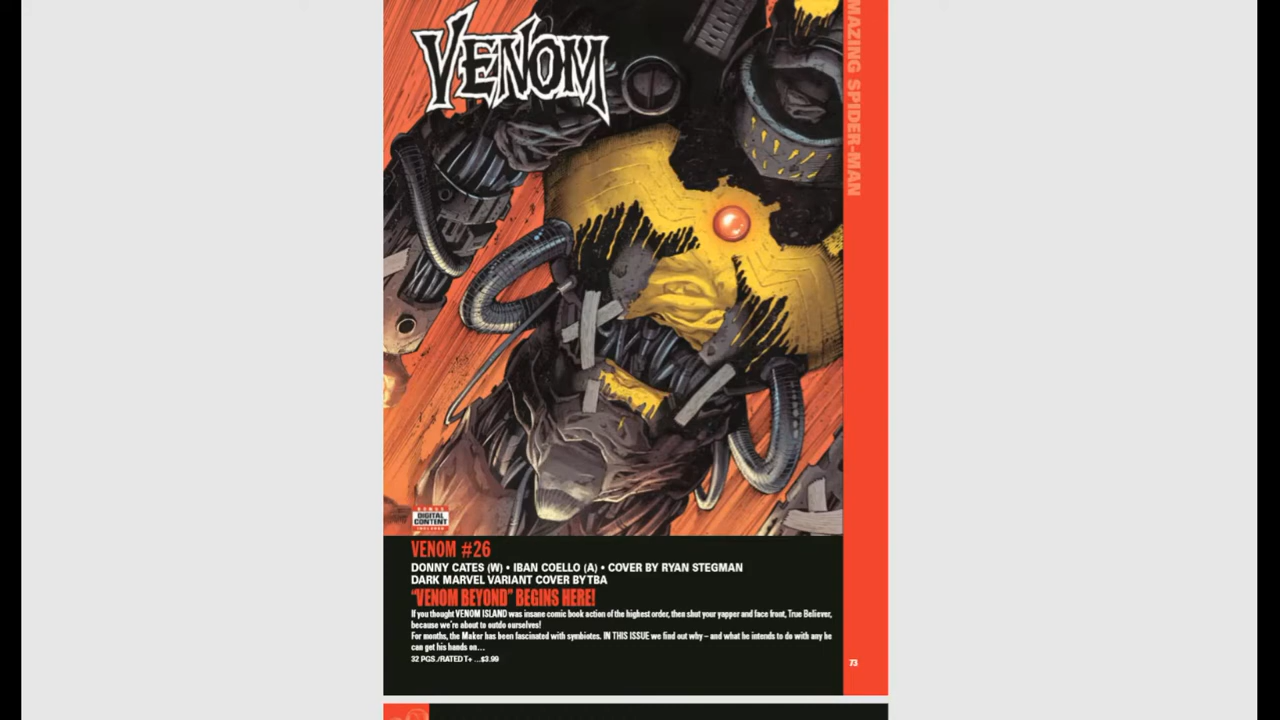 VENOM
MAZING SPIDER-MAN
DIGITAL
CONTENT
VENOM #26
DONNY CATES (W) • IBAN COELLO (A) • COVER BY RYAN STEGMAN
DARK MARVEL VARIANT COVER BY TBA
“VENOM BEYOND” BEGINS HERE!
If you thought VENOM ISLAND was insane comic book action of the highest order, then shut your yapper and face front, True Believer,
because we’re about to outdo ourselves!
For months, the Maker has been fascinated with symbiotes. IN THIS ISSUE we find out why – and what he intends to do with any he
can get his hands on…
32 PGS./RATED T+ …$3.99
73